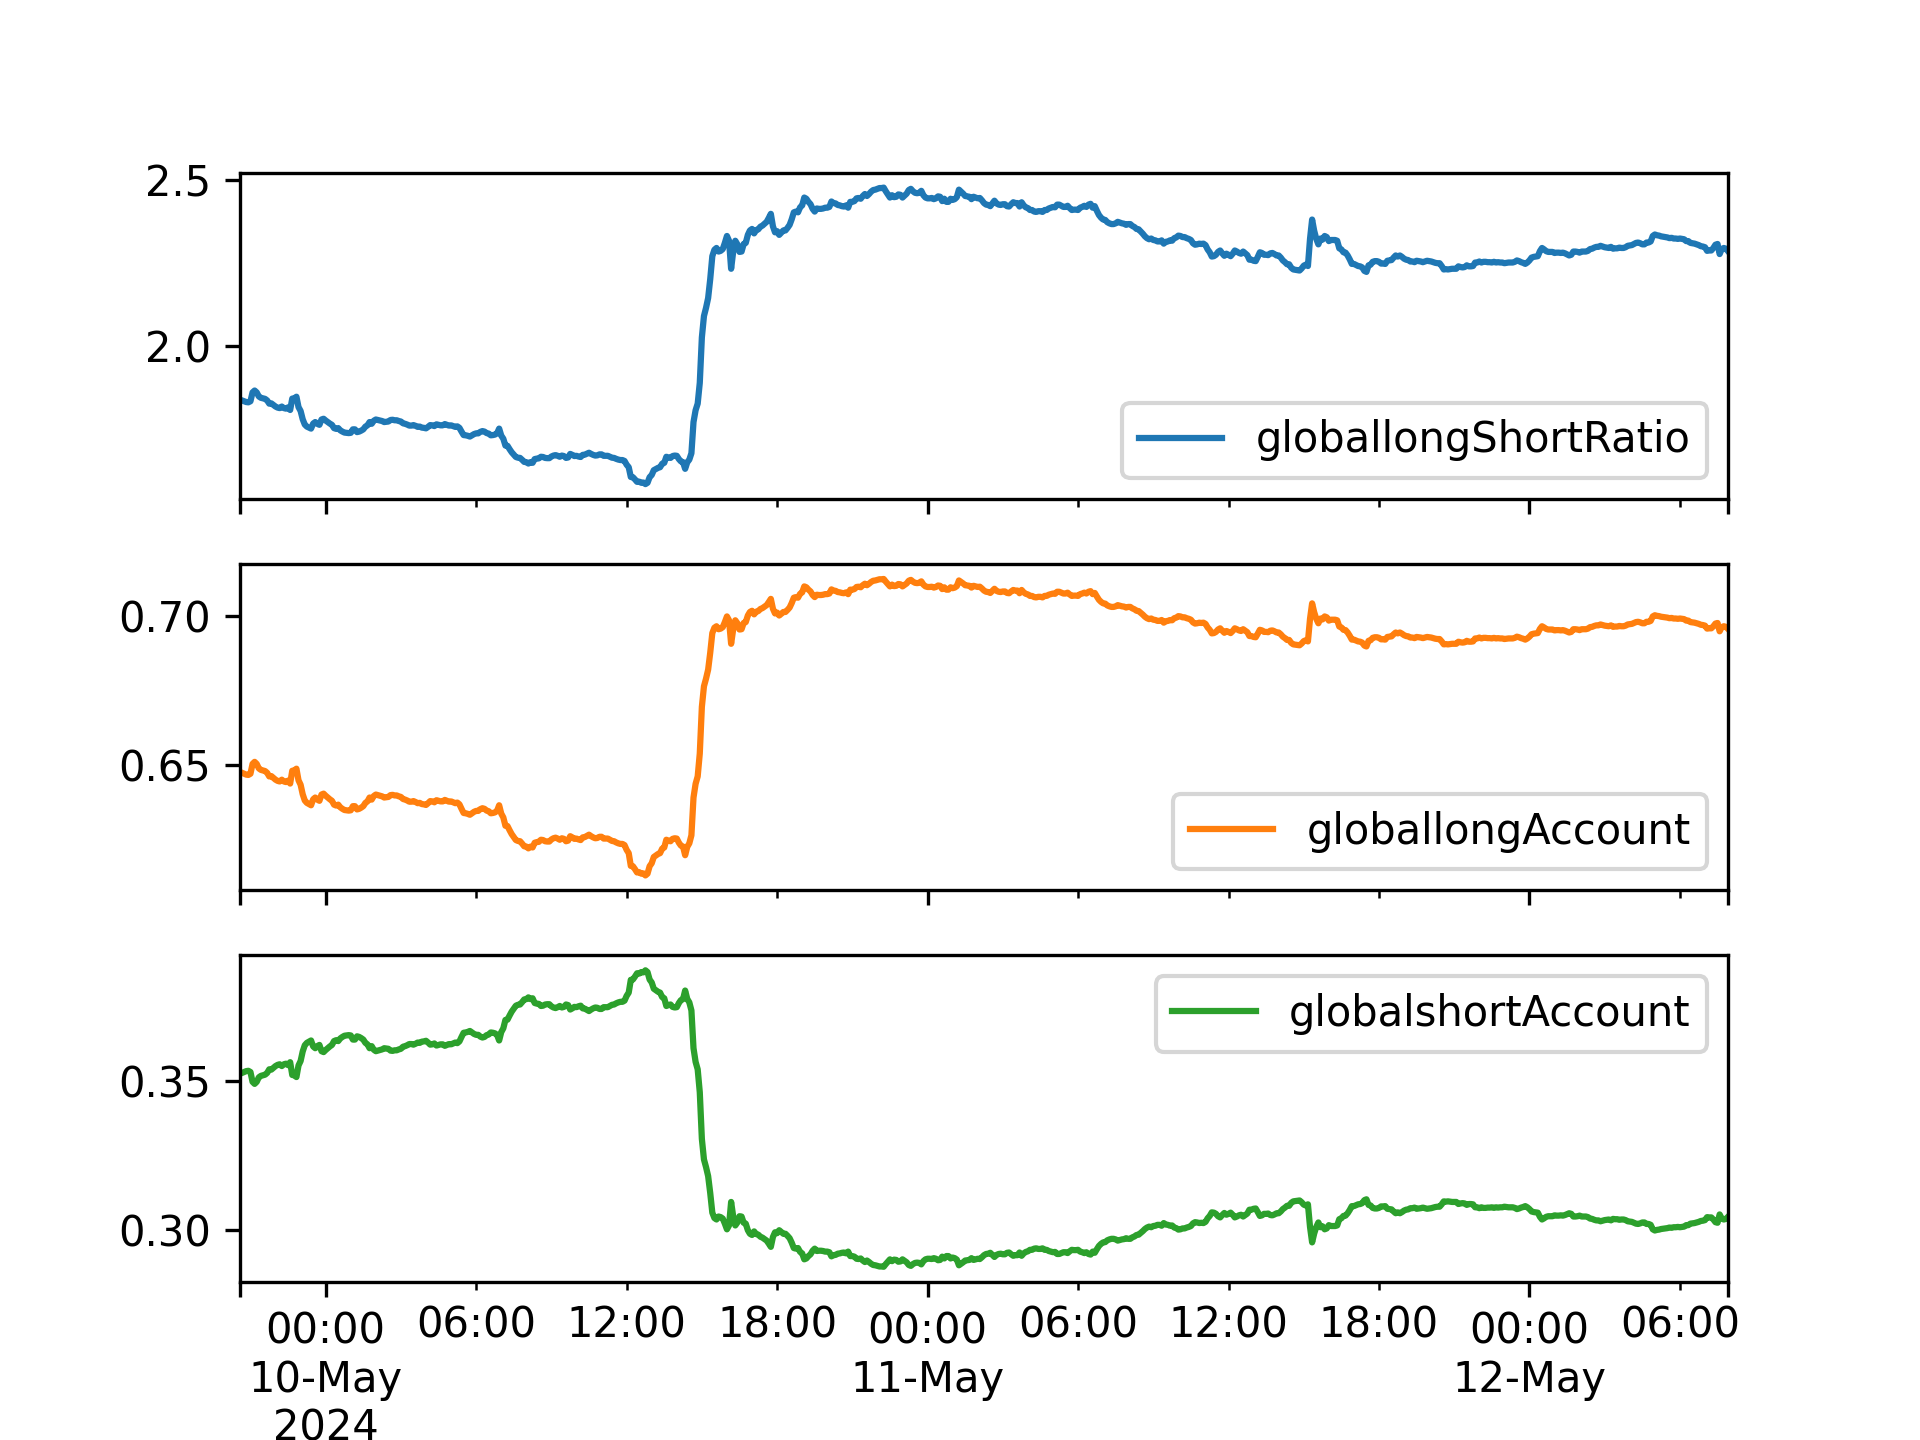 2.5
2.0
globallongShortRatio
0.70
0.65
globallongAccount
globalshortAccount
0.35
0.30
00:00 06:00 12:00 18:00 00:00 06:00 12:00 18:00 00:00 06:00
10-May 11-May 12-May
2024